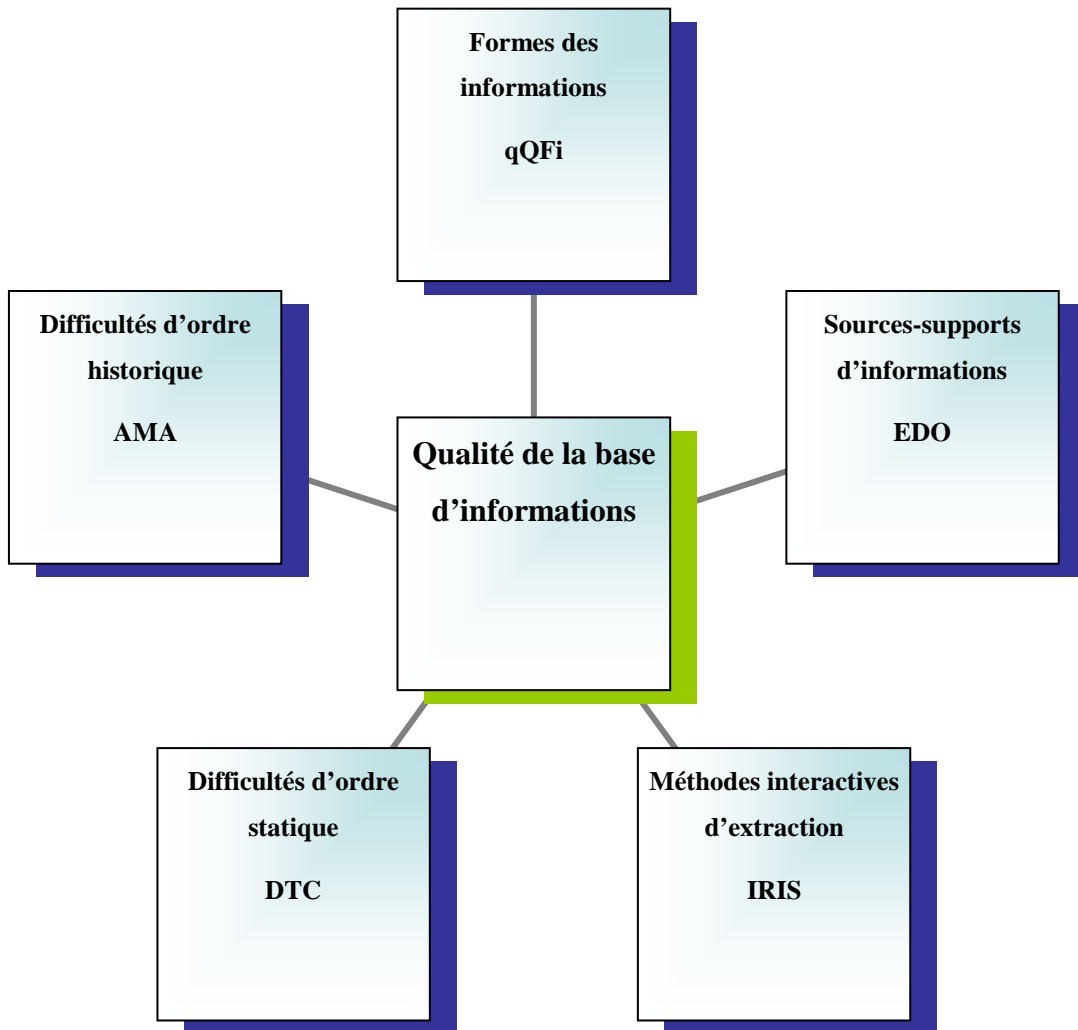 Formes des
informations
qQFi
Difficultés d’ordre
historique
AMA
Sources-supports
d’informations
EDO
Qualité de la base
d’informations
Difficultés d’ordre
statique
DTC
Méthodes interactives
d’extraction
IRIS